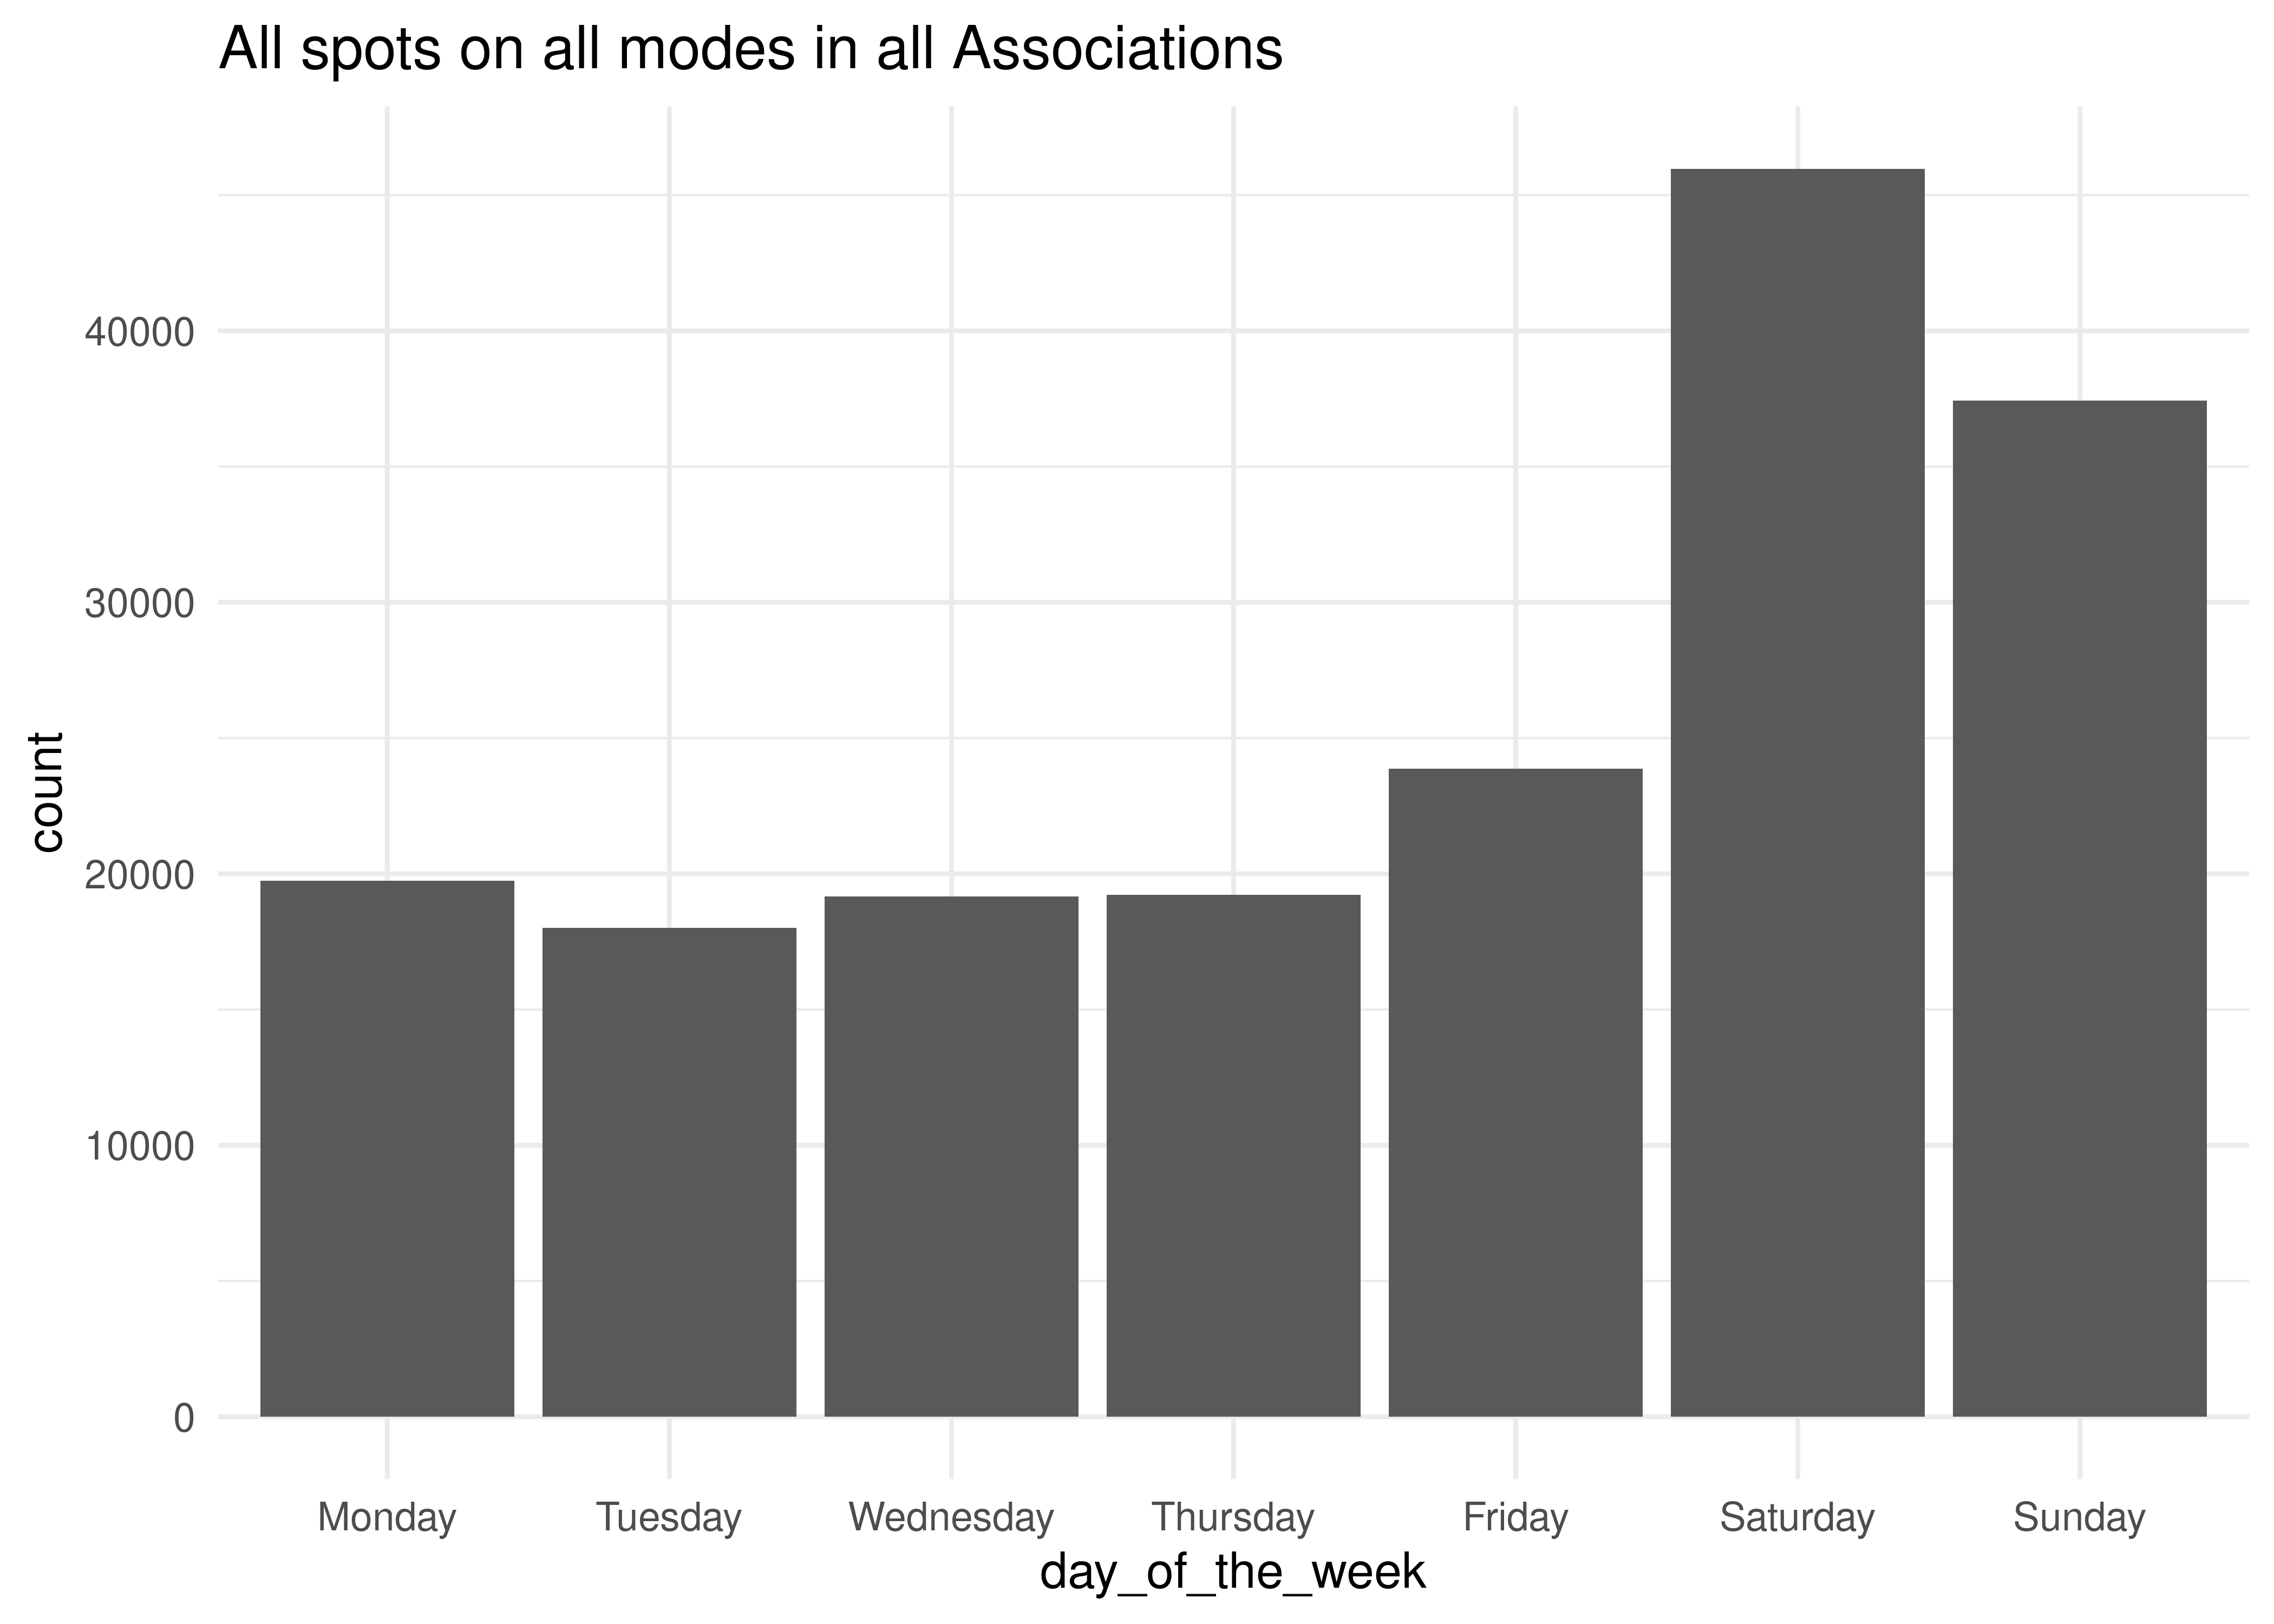 All spots on all modes in all Associations
count
40000
30000
20000
10000
0
Monday Tuesday Wednesday Thursday Friday Saturday Sunday
day_of_the_week